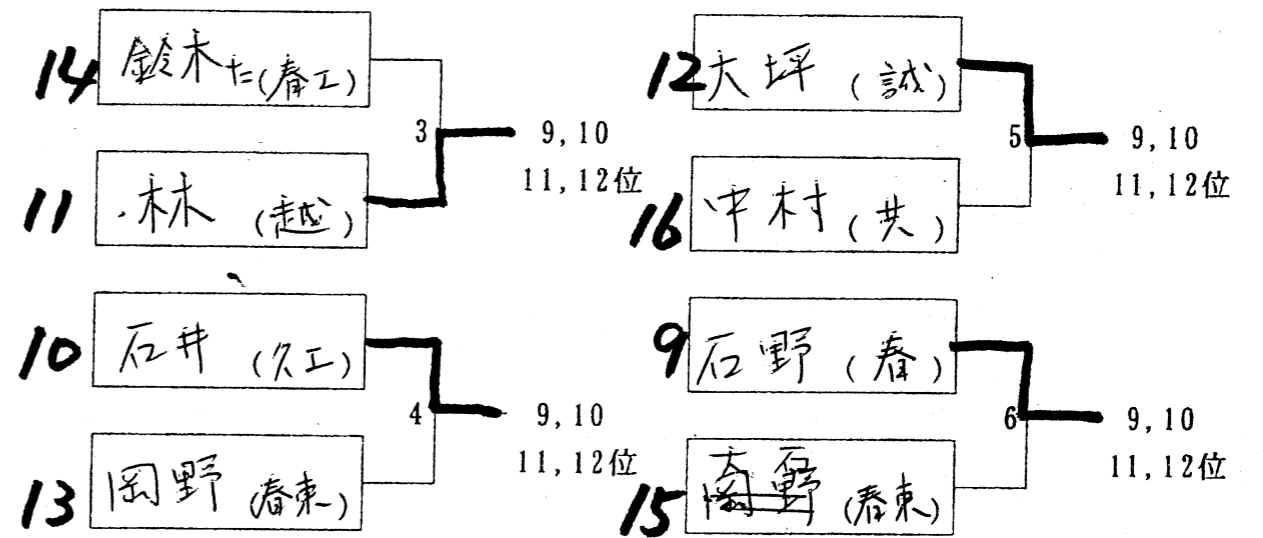 14 鈴木た(春工)
3 9,10
11,12位
11 林 (越)
10 石井 (久工)
4 9,10
11,12位
13 岡野 (春東)
12 大坪 (誠)
5 9,10
11,12位
16 中村 (共)
9 石野 (春)
6 9,10
11,12位
15 大石 (春東)